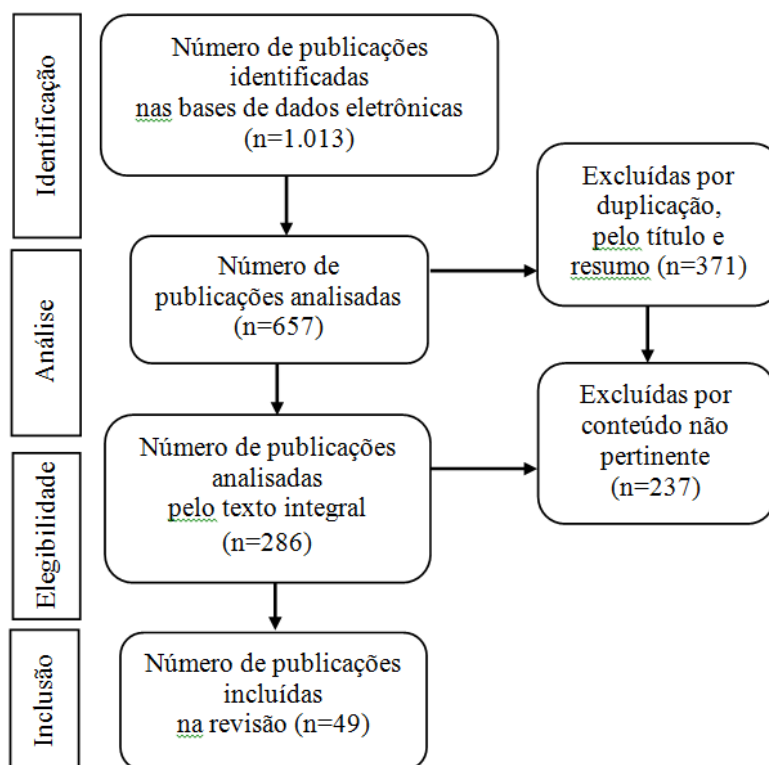 Identificação
Número de publicações
identificadas
nas bases de dados eletrônicas
(n=1.013)
Excluídas por
duplicação,
pelo título e
resumo (n=371)
Análise
Número de
publicações analisadas
(n=657)
Excluídas por
conteúdo não
pertinente
(n=237)
Elegibilidade
Número de publicações
analisadas
pelo texto integral
(n=286)
Inclusão
Número de publicações
incluídas
na revisão (n=49)